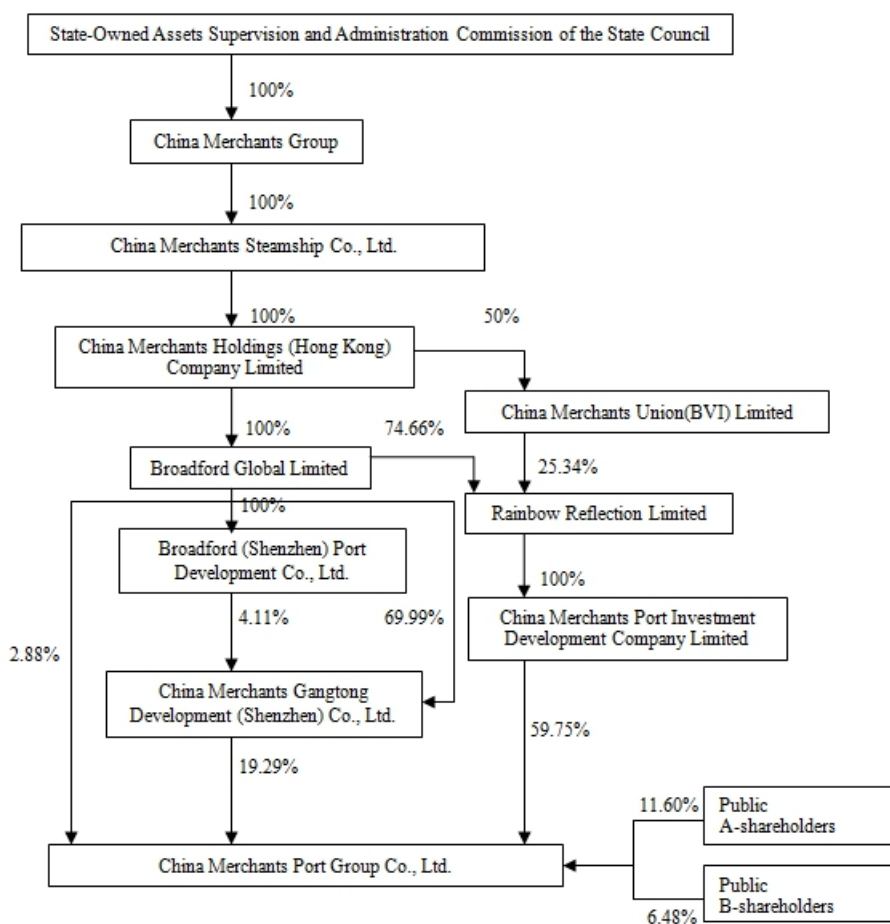 State-Owned Assets Supervision and Administration Commission of the State Council
100%
China Merchants Group
100%
China Merchants Steamship Co., Ltd.
100%
50%
China Merchants Holdings (Hong Kong)
Company Limited
China Merchants Union(BVI) Limited
100%
74.66%
Broadford Global Limited
25.34%
100%
Rainbow Reflection Limited
Broadford (Shenzhen) Port
Development Co., Ltd.
100%
China Merchants Port Investment
Development Company Limited
4.11%
69.99%
2.88%
China Merchants Gangtong
Development (Shenzhen) Co., Ltd.
59.75%
19.29%
11.60%
Public
A-shareholders
China Merchants Port Group Co., Ltd.
6.48%
Public
B-shareholders